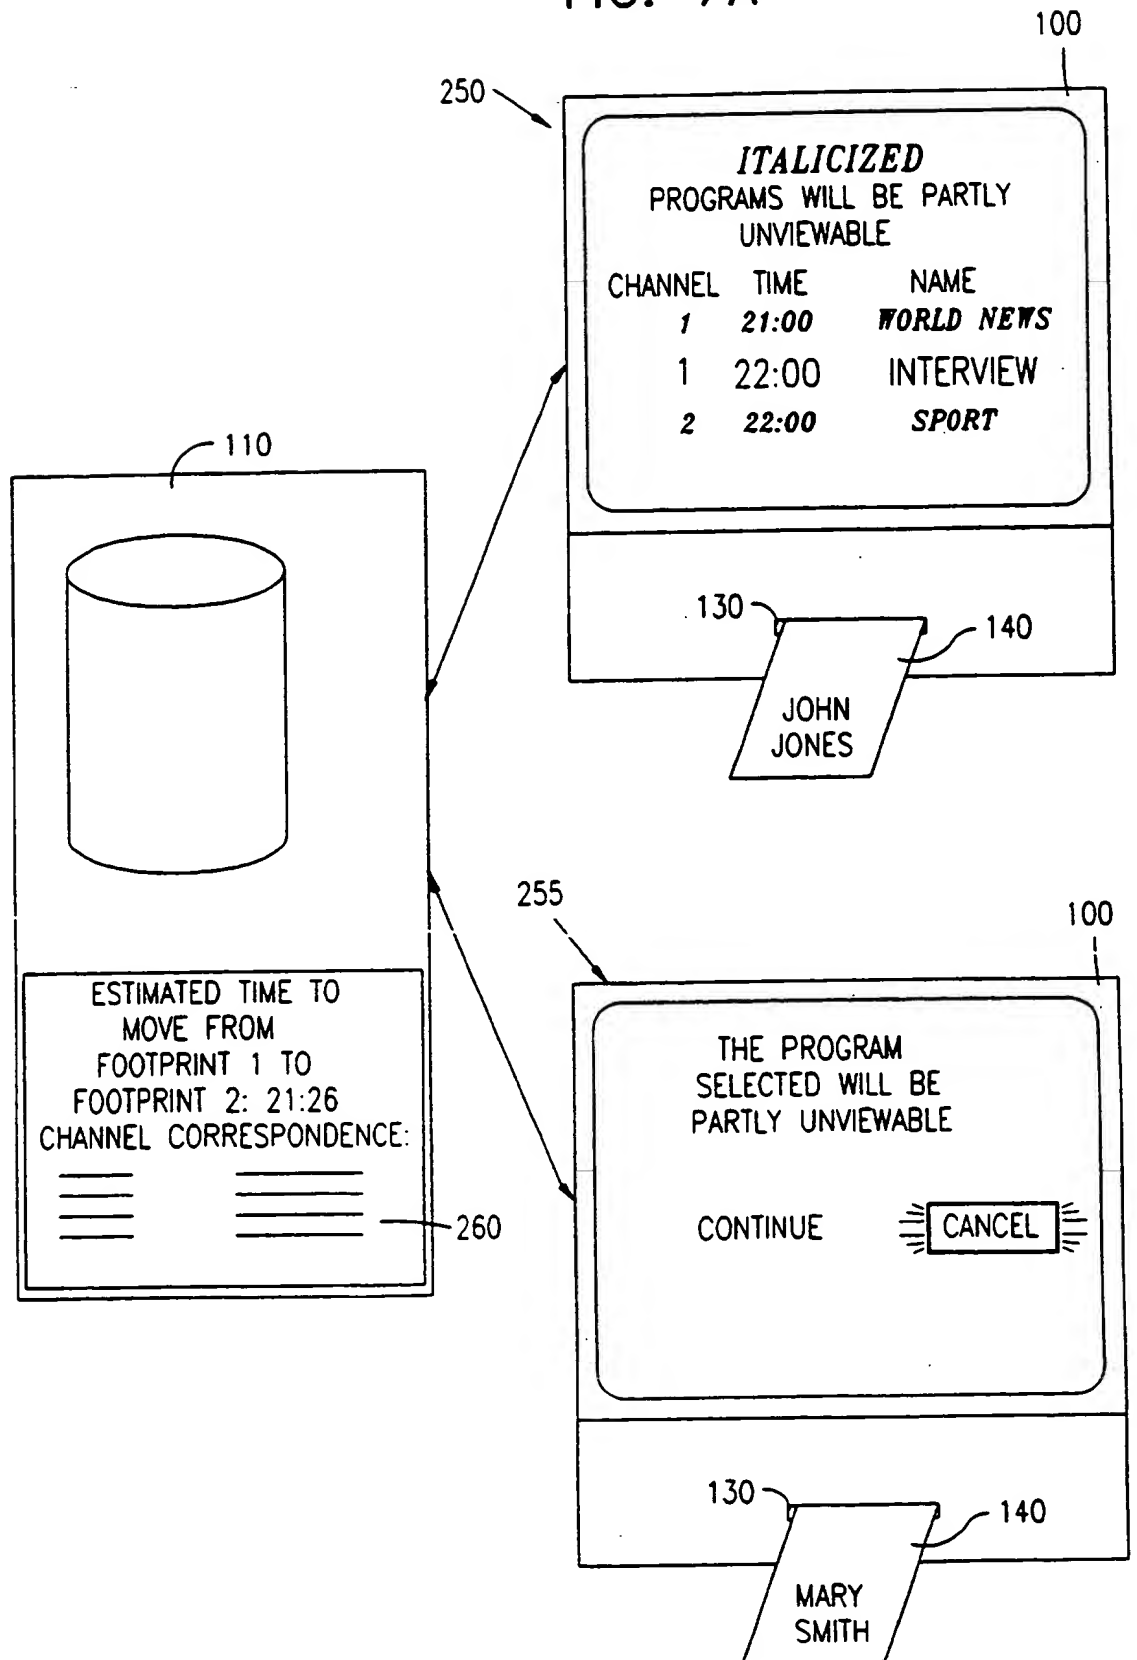 FIG. 7A
100
250
ITALICIZED
PROGRAMS WILL BE PARTLY
UNVIEWABLE
CHANNEL TIME NAME
1 21:00 WORLD NEWS
1 22:00 INTERVIEW
2 22:00 SPORT
110
130
140
JOHN
JONES
255
100
ESTIMATED TIME TO
MOVE FROM
FOOTPRINT 1 TO
FOOTPRINT 2: 21:26
CHANNEL CORRESPONDENCE:
260
THE PROGRAM
SELECTED WILL BE
PARTLY UNVIEWABLE
CONTINUE CANCEL
130
140
MARY
SMITH